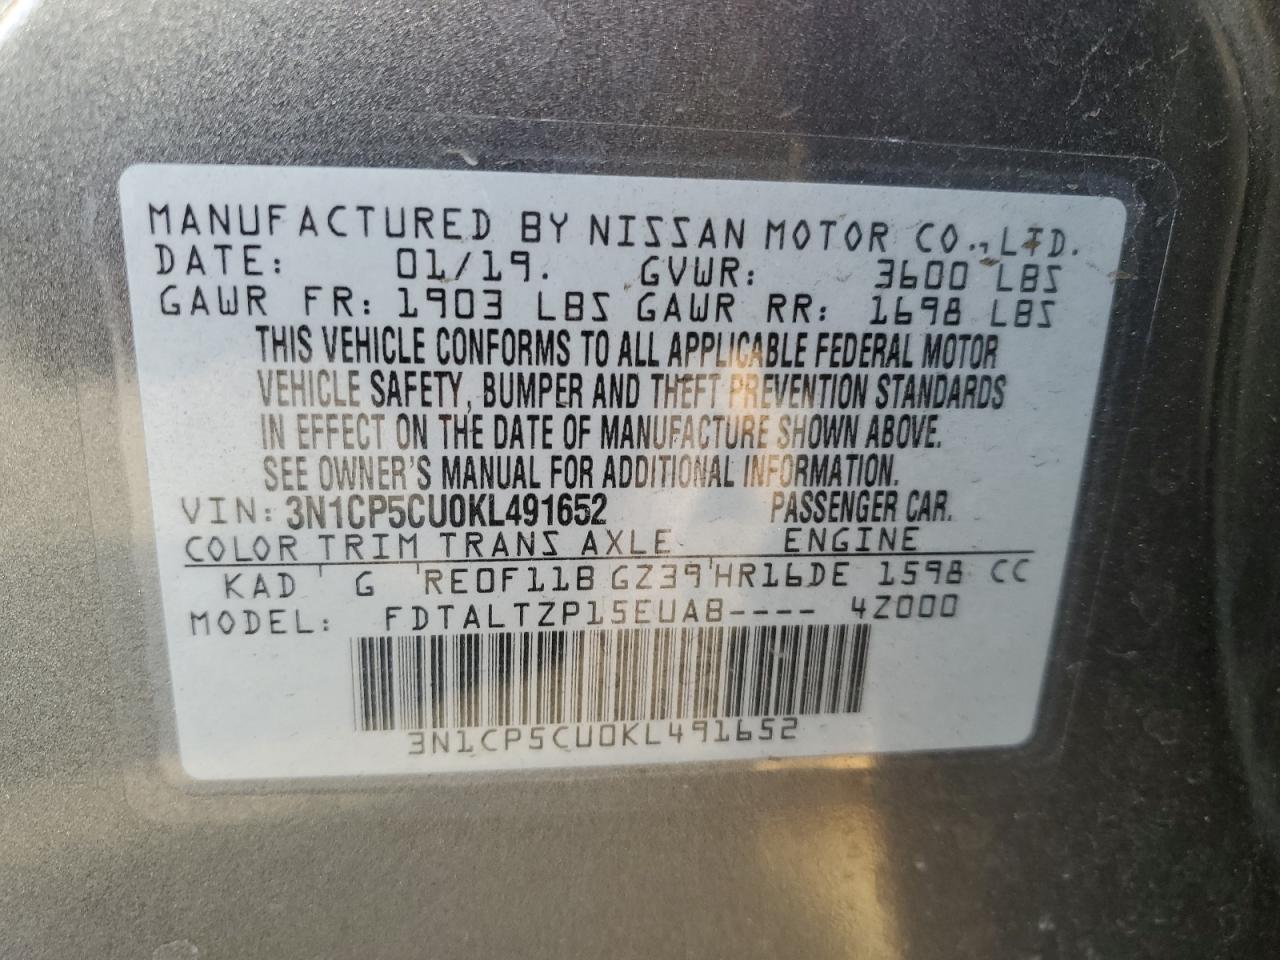 MANUFACTURED BY NISSAN MOTOR CO., LTD.
DATE: 01/19. GVWR: 3600 LBS
GAWR FR: 1903 LBS GAWR RR: 1698 LBS
THIS VEHICLE CONFORMS TO ALL APPLICABLE FEDERAL MOTOR
VEHICLE SAFETY, BUMPER AND THEFT PREVENTION STANDARDS
IN EFFECT ON THE DATE OF MANUFACTURE SHOWN ABOVE.
SEE OWNER'S MANUAL FOR ADDITIONAL INFORMATION.
VIN: 3N1CP5CU0KL491652 PASSENGER CAR.
COLOR TRIM TRANS AXLE ENGINE
KAD G RE0F11B GZ39 HR16DE 1598 CC
MODEL: FDTALTZP15EUA8---- 4Z000
3N1CP5CU0KL491652